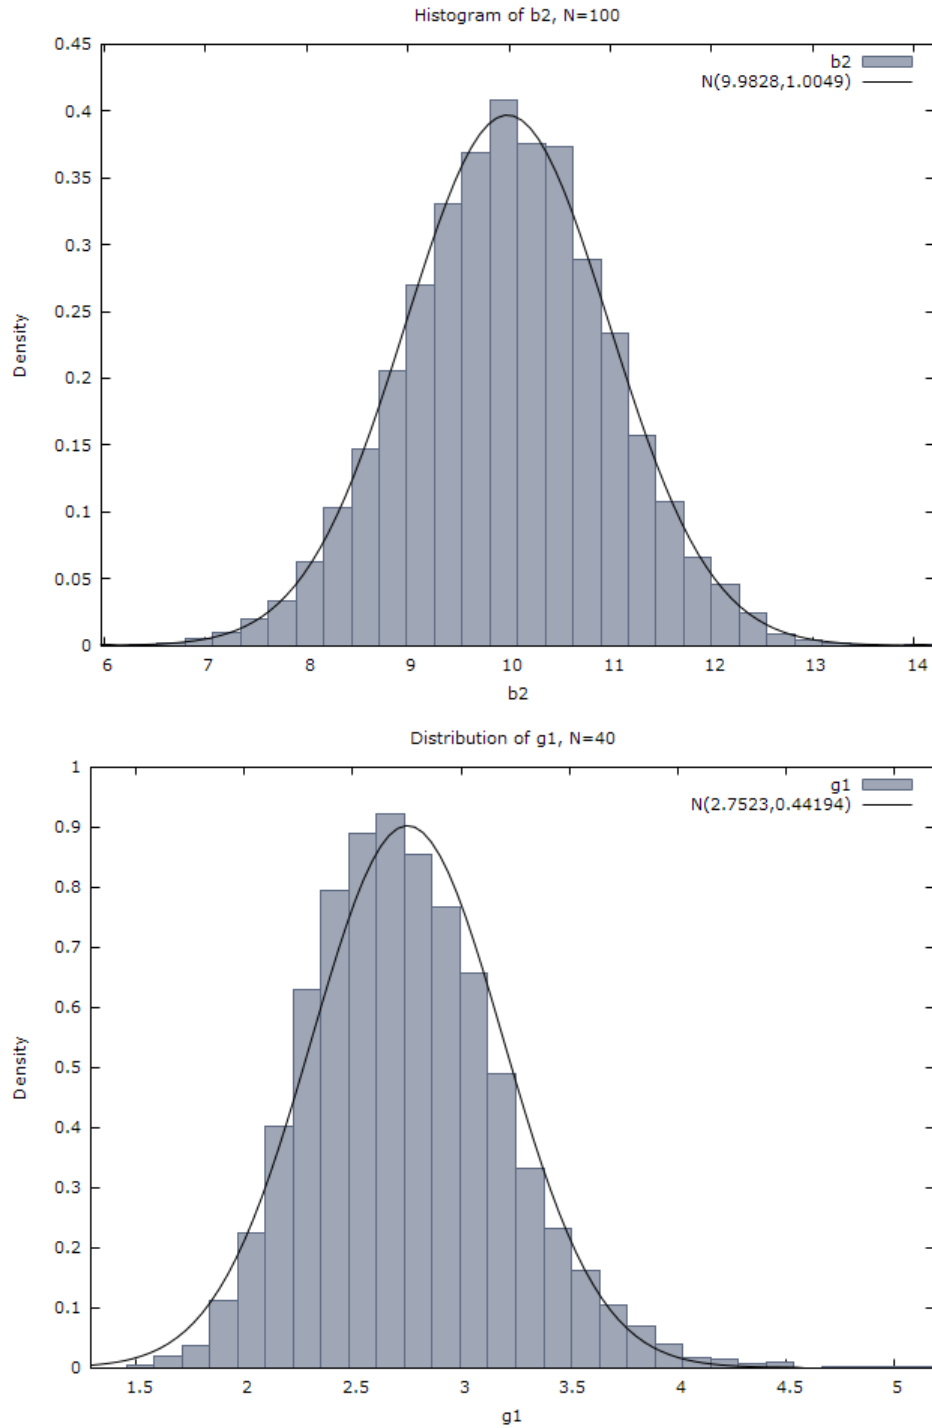 Histogram of b2, N=100
0.45
b2
N(9.9828,1.0049)
0.4
0.35
0.3
0.25
Density
0.2
0.15
0.1
0.05
0
6 7 8 9 10 11 12 13 14
b2
Distribution of g1, N=40
1
g1
N(2.7523,0.44194)
0.9
0.8
0.7
0.6
Density
0.5
0.4
0.3
0.2
0.1
0
1.5 2 2.5 3 3.5 4 4.5 5
g1